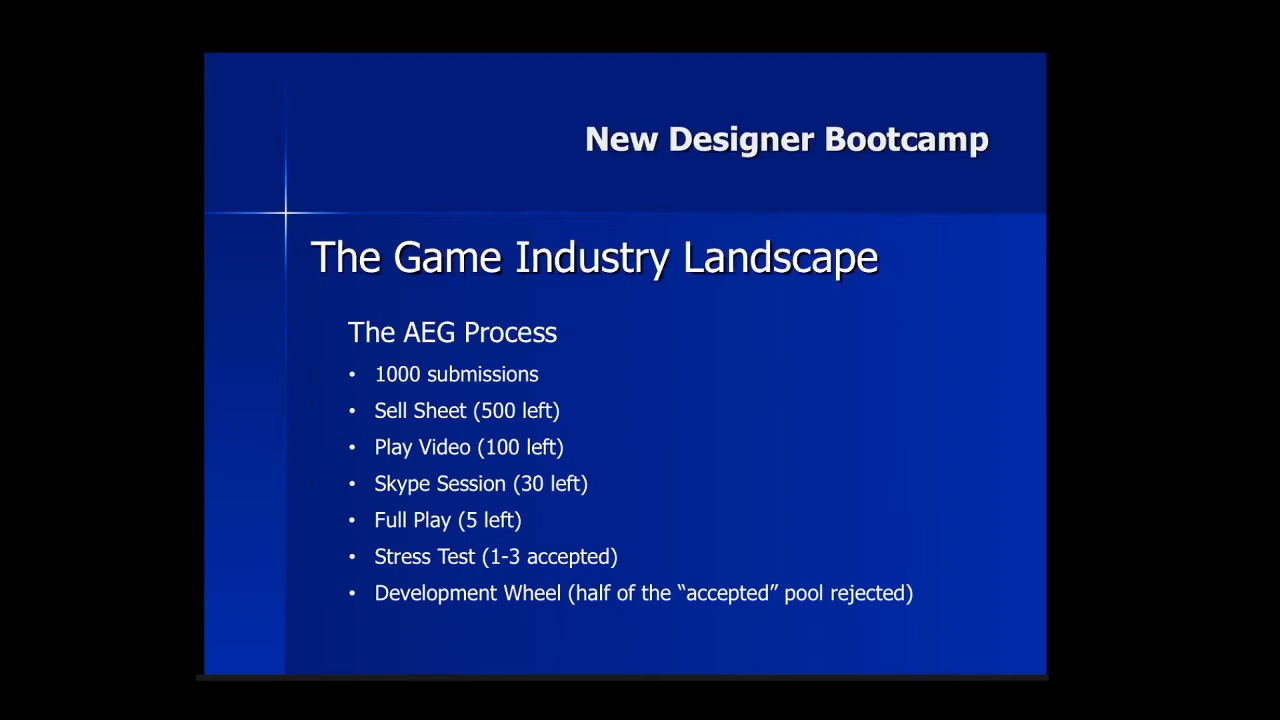 New Designer Bootcamp
The Game Industry Landscape
The AEG Process
• 1000 submissions
• Sell Sheet (500 left)
• Play Video (100 left)
• Skype Session (30 left)
• Full Play (5 left)
• Stress Test (1-3 accepted)
• Development Wheel (half of the “accepted” pool rejected)